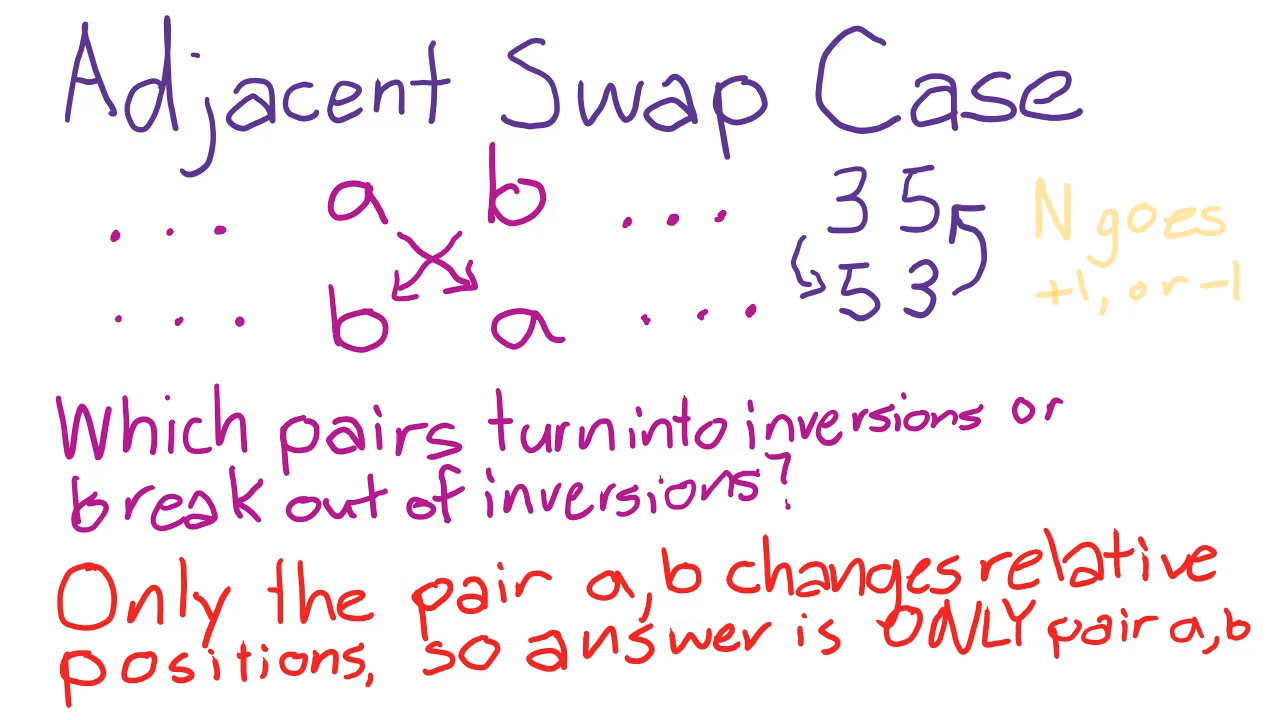 Adjacent Swap Case
... a b ... 3 5
N goes
... b a ... 5 3
+1, or -1
Which pairs turn into inversions or
break out of inversions?
Only the pair a, b changes relative
positions, so answer is ONLY pair a, b